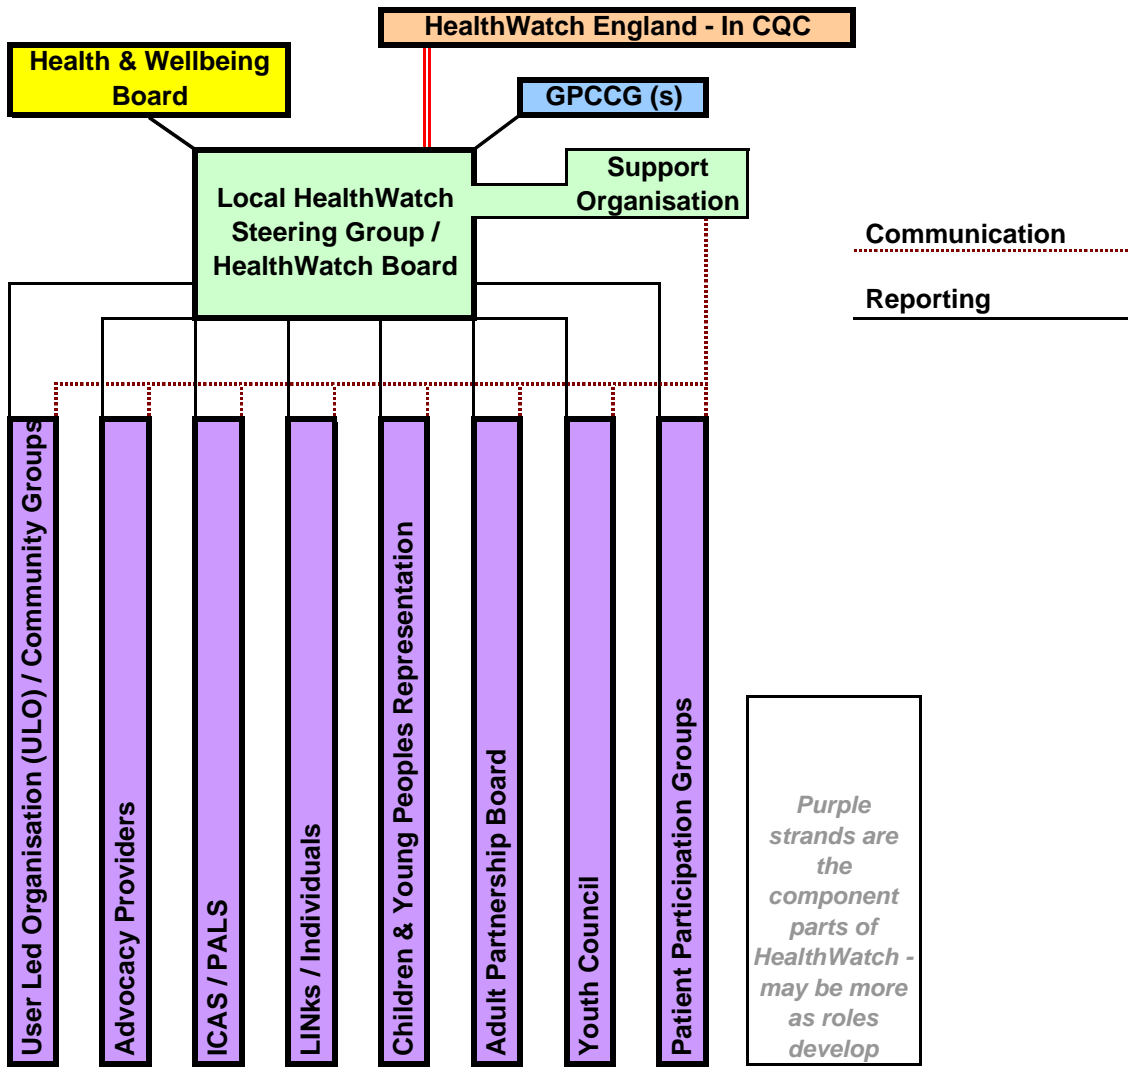 HealthWatch England - In CQC
Health & Wellbeing
Board
GPCCG (s)
Support
Organisation
Local HealthWatch
Steering Group /
HealthWatch Board
Communication
Reporting
User Led Organisation (ULO) / Community Groups
Advocacy Providers
ICAS / PALS
LINks / Individuals
Children & Young Peoples Representation
Adult Partnership Board
Youth Council
Patient Participation Groups
Purple
strands are
the
component
parts of
HealthWatch -
may be more
as roles
develop